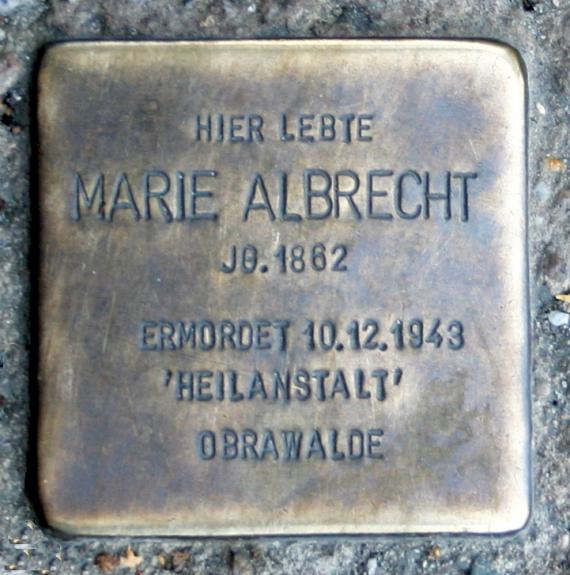 HIER LEBTE
MARIE ALBRECHT
JG.1862
ERMORDET 10.12.1943
'HEILANSTALT'
OBRAWALDE